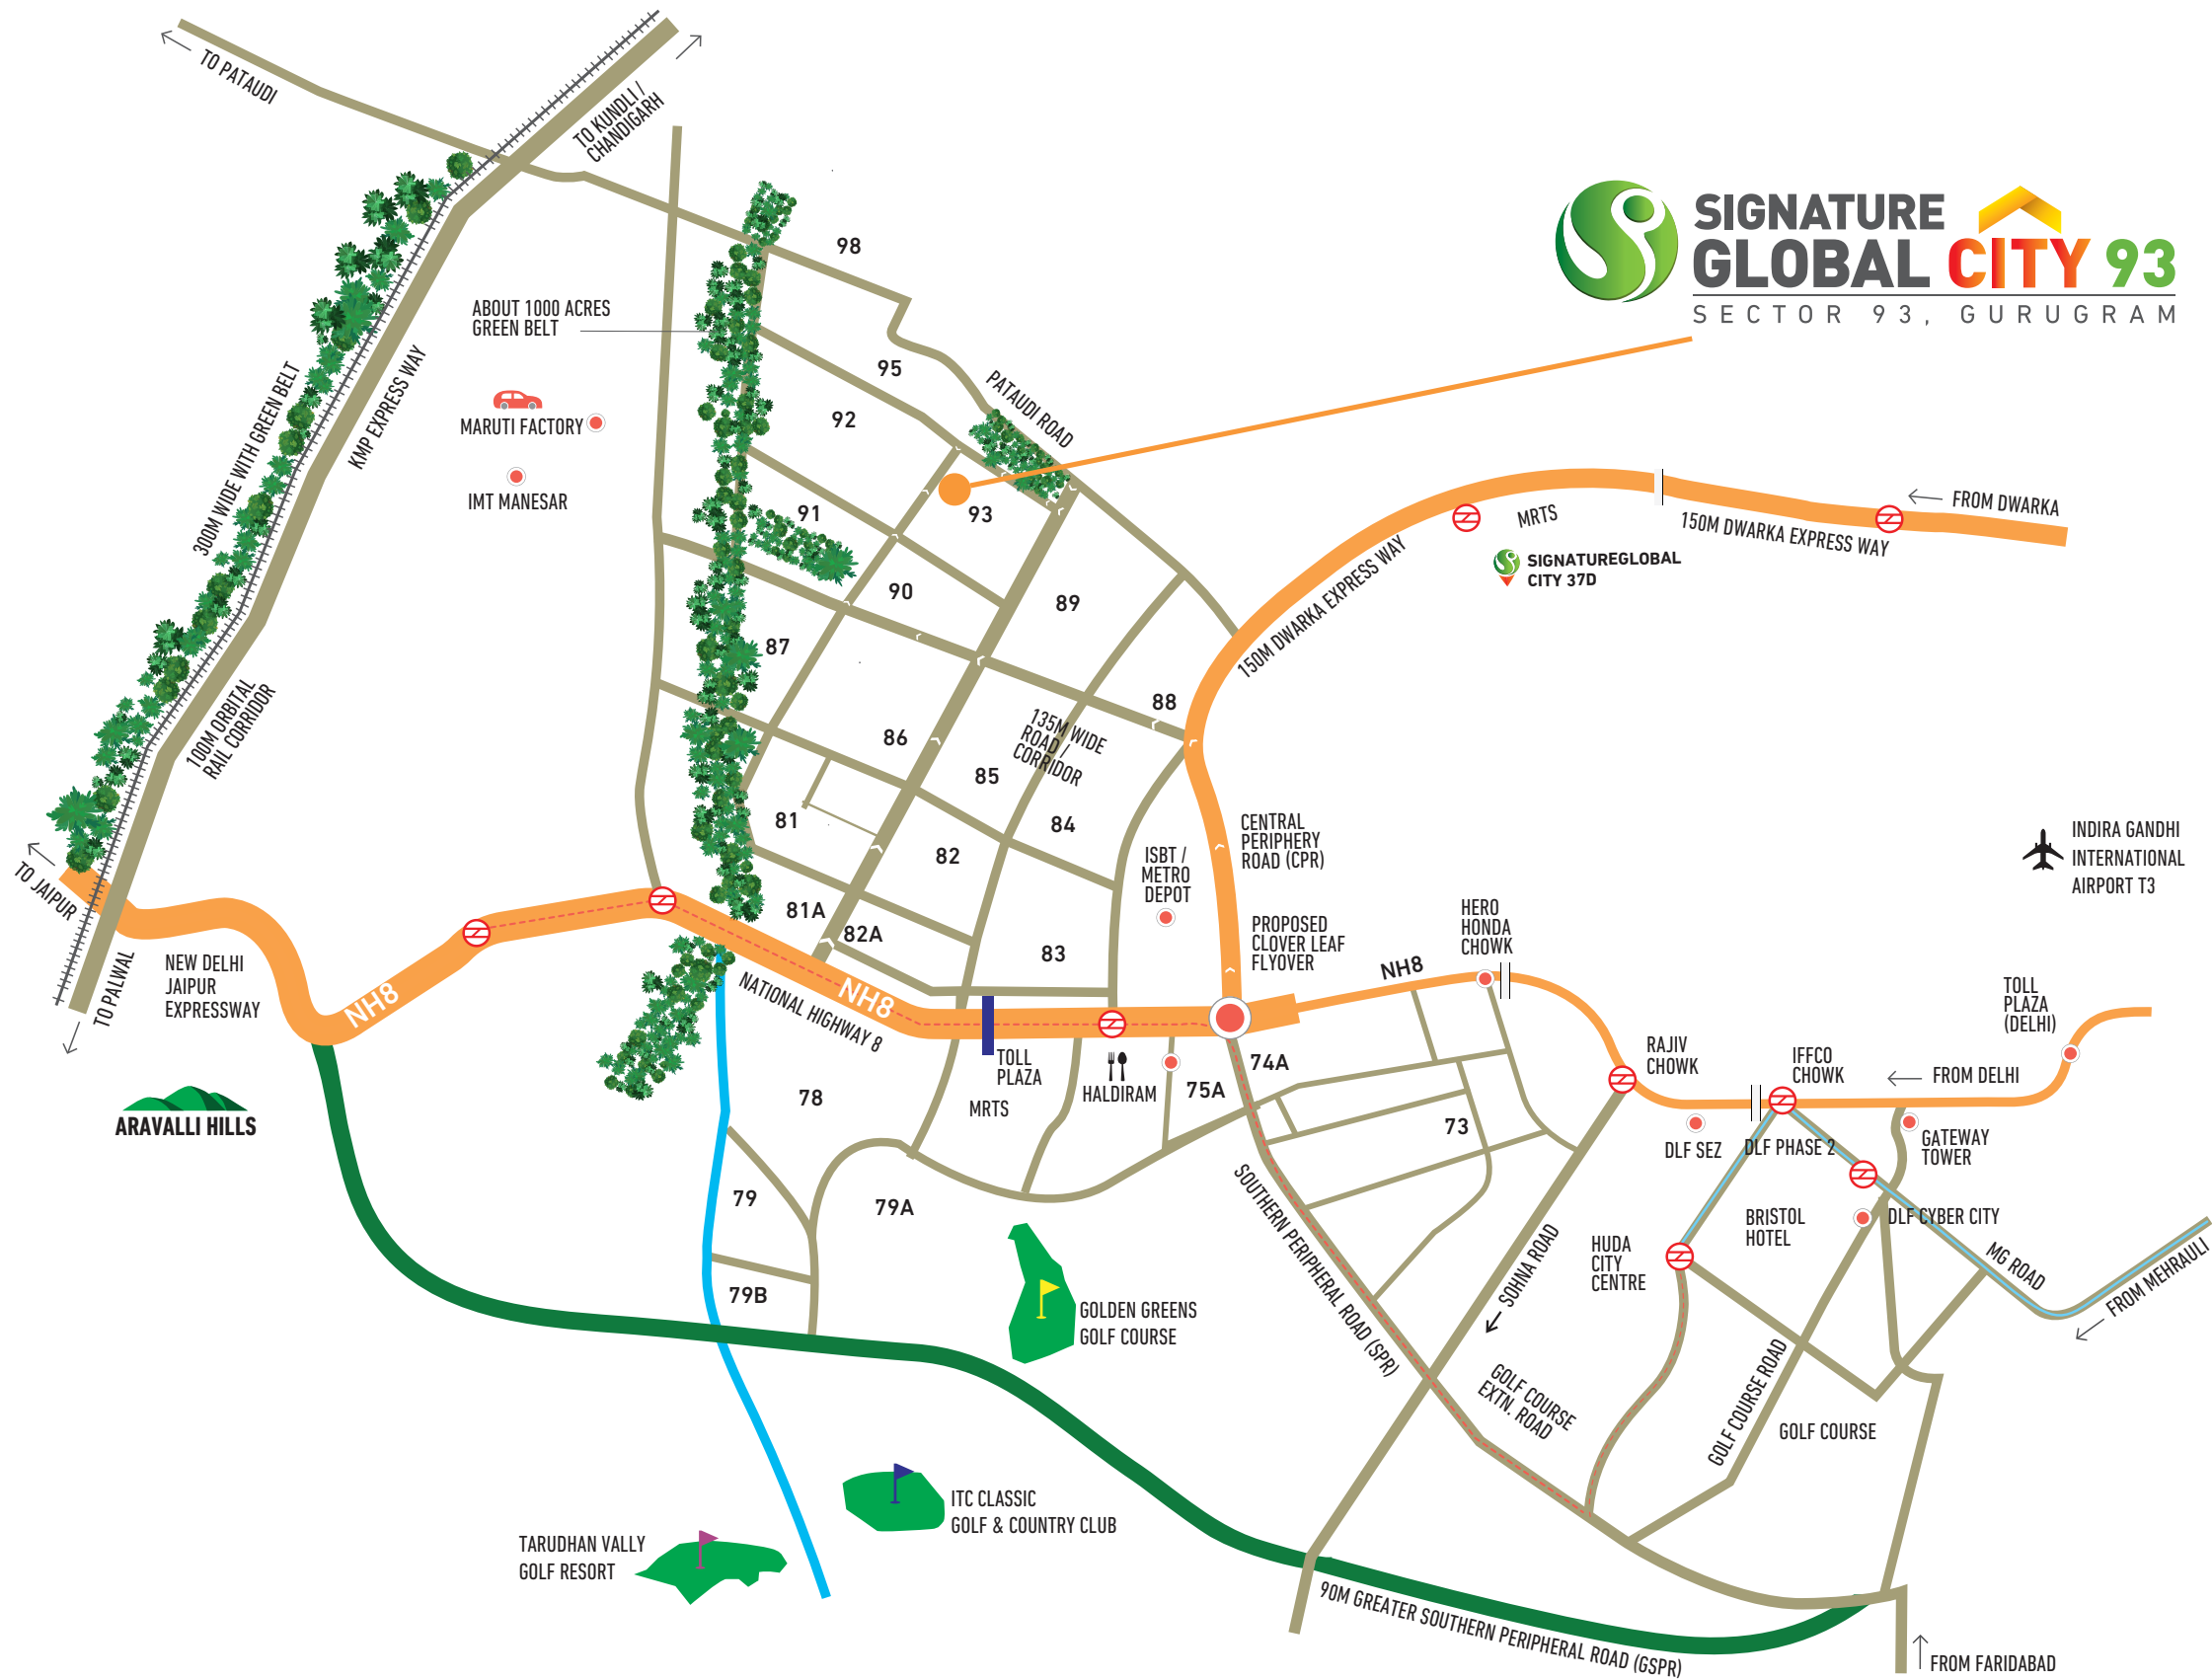 TO PATAUDI
TO KUNDLI /
CHANDIGARH
SIGNATURE
GLOBAL CITY 93
SECTOR 93, GURUGRAM
98
ABOUT 1000 ACRES
GREEN BELT
95
PATAUDI ROAD
92
MARUTI FACTORY
IMT MANESAR
300M WIDE WITH GREEN BELT
KMP EXPRESS WAY
91
93
FROM DWARKA
MRTS
150M DWARKA EXPRESS WAY
SIGNATUREGLOBAL
CITY 37D
150M DWARKA EXPRESS WAY
90
89
87
88
100M ORBITAL
RAIL CORRIDOR
86
135M WIDE
ROAD /
CORRIDOR
85
81
84
82
CENTRAL
PERIPHERY
ROAD (CPR)
ISBT /
METRO
DEPOT
INDIRA GANDHI
INTERNATIONAL
AIRPORT T3
TO JAIPUR
81A
82A
83
PROPOSED
CLOVER LEAF
FLYOVER
HERO
HONDA
CHOWK
NH8
TO PALWAL
NEW DELHI
JAIPUR
EXPRESSWAY
NH8
NATIONAL HIGHWAY 8
NH8
TOLL
PLAZA
(DELHI)
TOLL
PLAZA
MRTS
HALDIRAM
75A
74A
RAJIV
CHOWK
IFFCO
CHOWK
FROM DELHI
78
73
DLF SEZ
DLF PHASE 2
GATEWAY
TOWER
ARAVALLI HILLS
79
79A
79B
SOUTHERN PERIPHERAL ROAD (SPR)
SOHNA ROAD
HUDA
CITY
CENTRE
BRISTOL
HOTEL
DLF CYBER CITY
MG ROAD
FROM MEHRAULI
GOLDEN GREENS
GOLF COURSE
GOLF COURSE
EXTN. ROAD
GOLF COURSE ROAD
GOLF COURSE
ITC CLASSIC
GOLF & COUNTRY CLUB
TARUDHAN VALLY
GOLF RESORT
90M GREATER SOUTHERN PERIPHERAL ROAD (GSPR)
FROM FARIDABAD